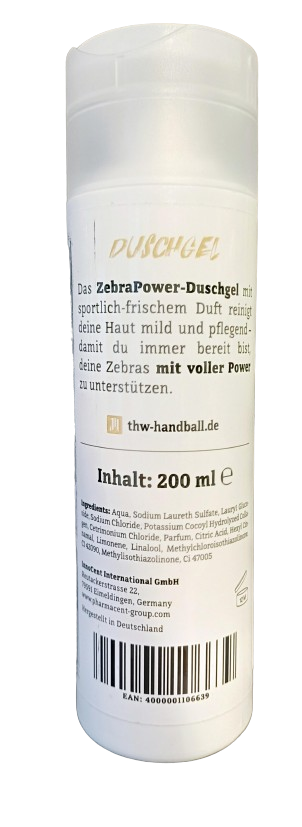 DUSCHGEL
Das ZebraPower-Duschgel mit
sportlich-frischem Duft reinigt
deine Haut mild und pflegend–
damit du immer bereit bist,
deine Zebras mit voller Power
zu unterstützen.
thw-handball.de
Inhalt: 200 ml ℮
Ingredients: Aqua, Sodium Laureth Sulfate, Lauryl Gluco-
side, Sodium Chloride, Potassium Cocoyl Hydrolyzed Colla-
gen, Cetrimonium Chloride, Parfum, Citric Acid, Hexyl Cin-
namal, Limonene, Linalool, Methylchloroisothiazolinone,
CI 42090, Methylisothiazolinone, CI 47005
InnoCent International GmbH
Reutackerstrasse 22,
79591 Eimeldingen, Germany
www.pharmacent-group.com
Hergestellt in Deutschland
EAN: 4000001106639